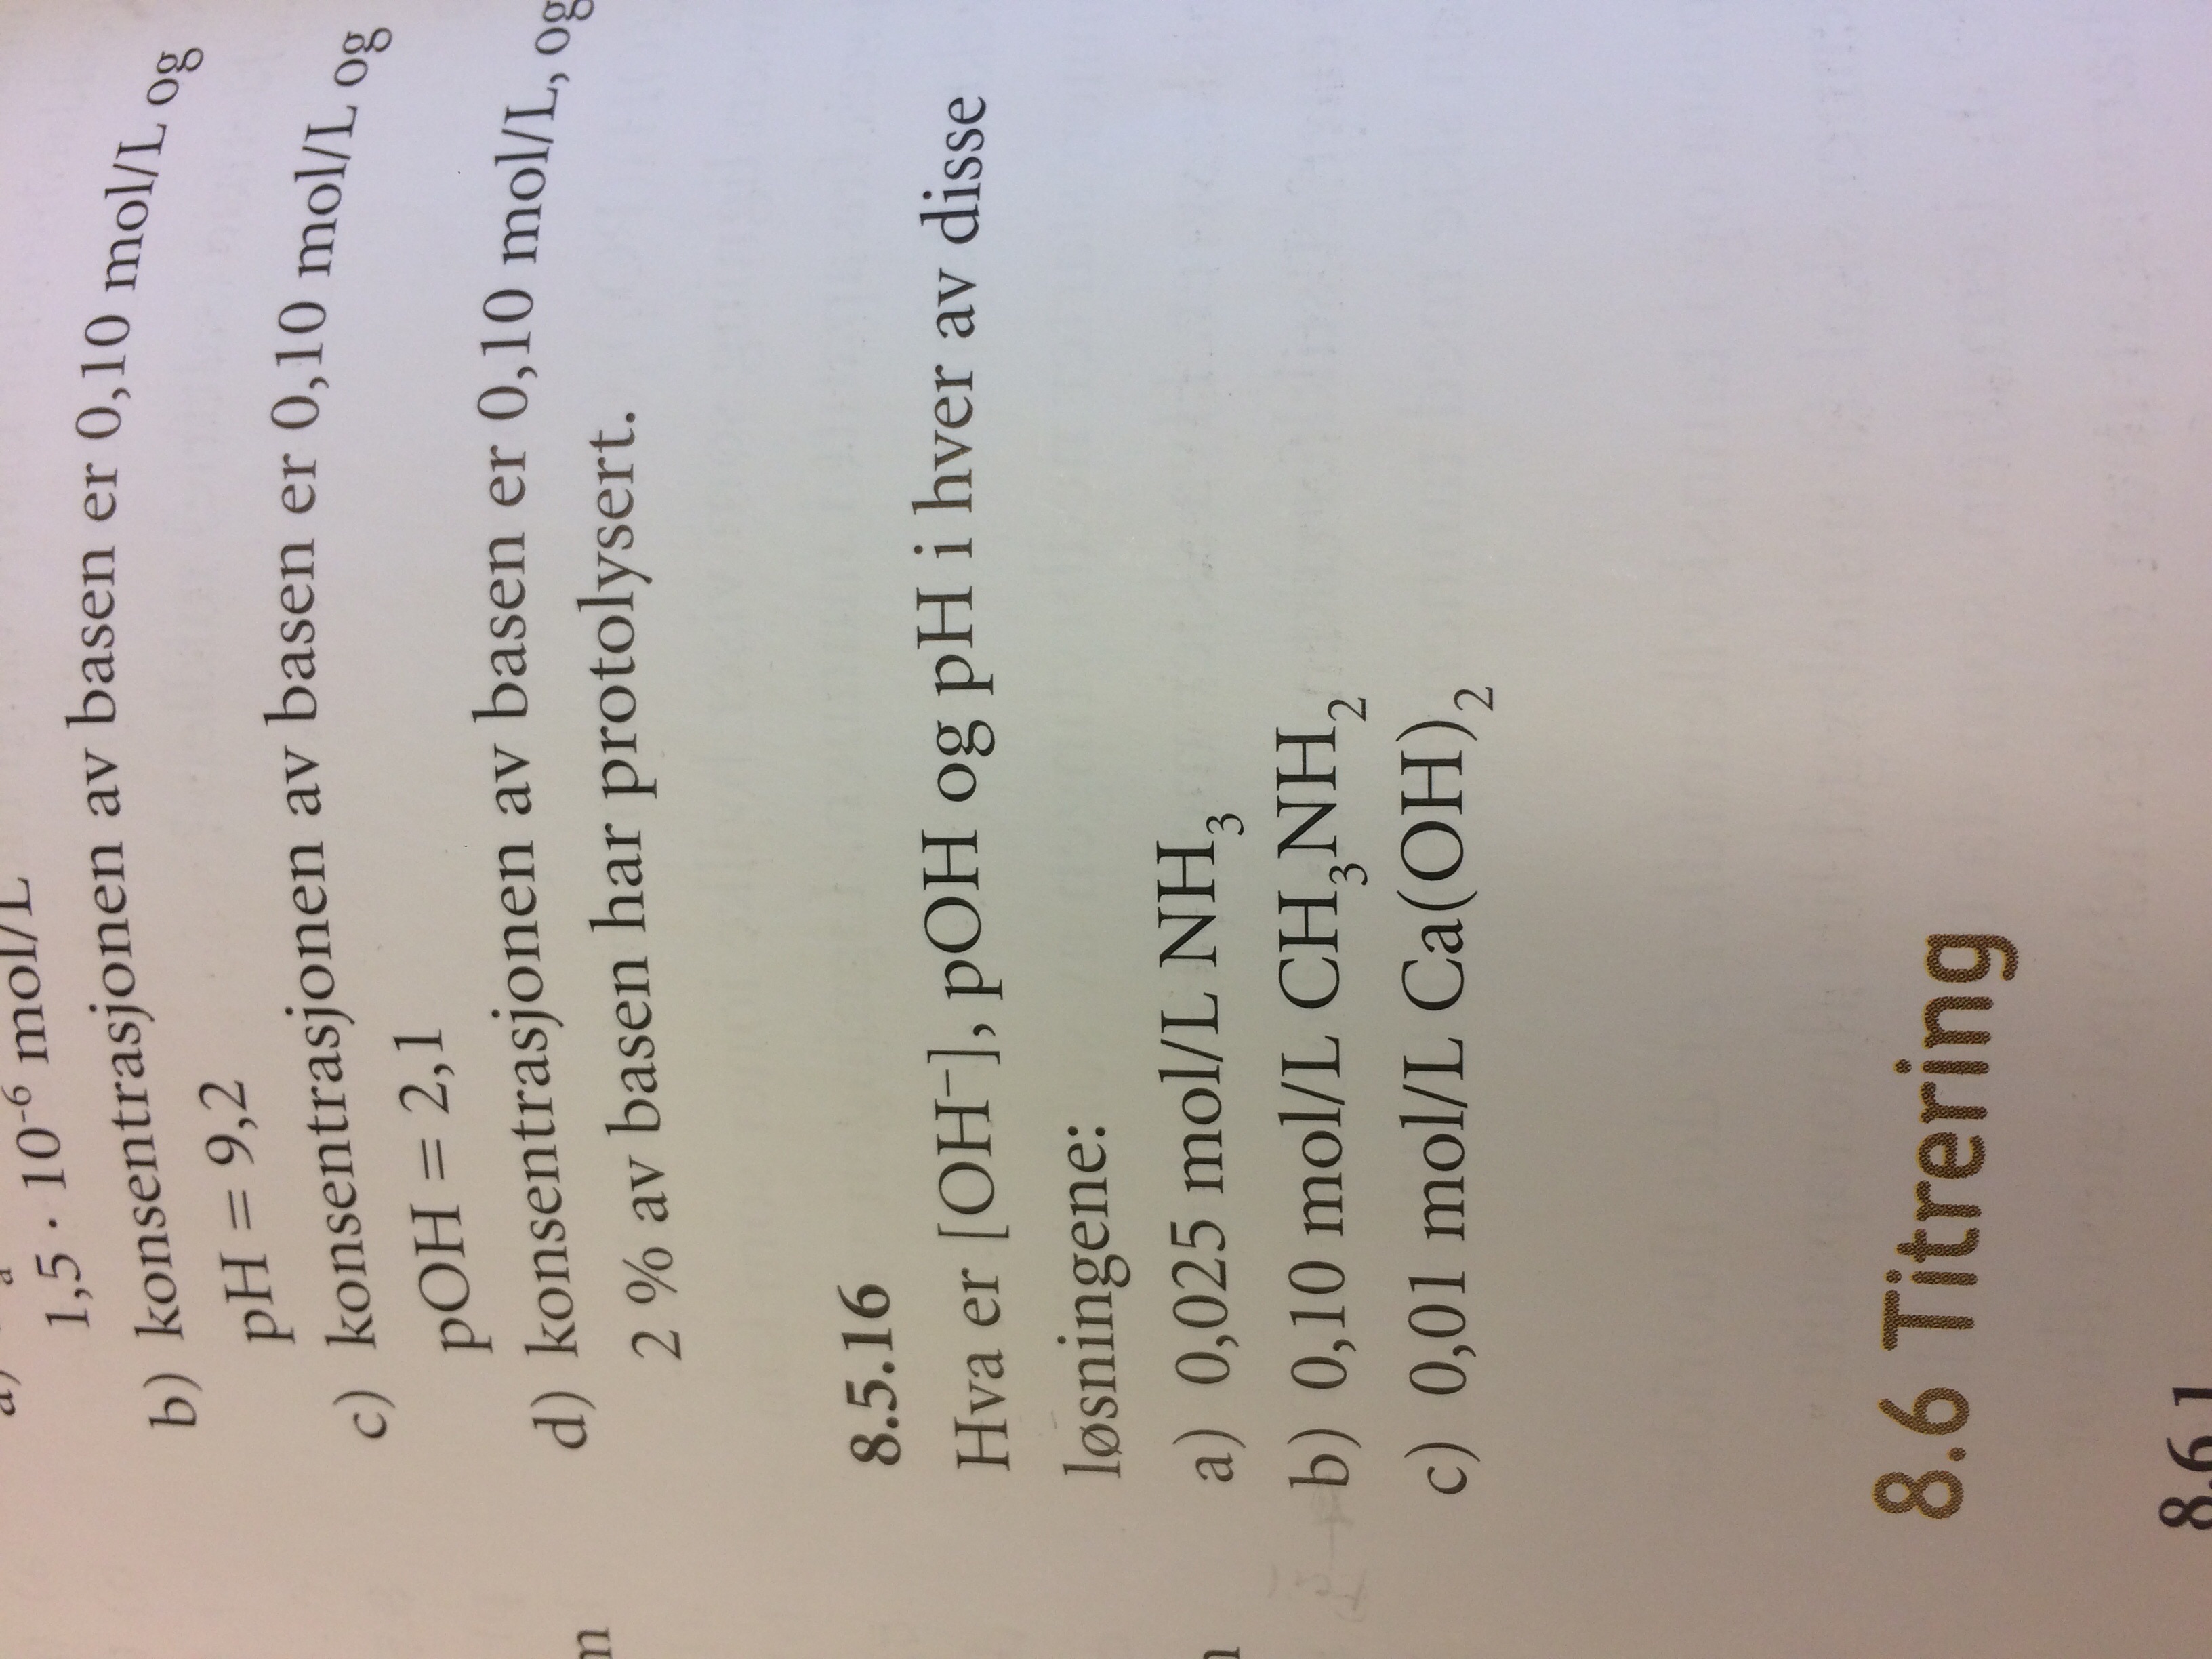 1,5 · 10⁻⁶ mol/L
b) konsentrasjonen av basen er 0,10 mol/L og
pH = 9,2
c) konsentrasjonen av basen er 0,10 mol/L og
pOH = 2,1
d) konsentrasjonen av basen er 0,10 mol/L, og
2 % av basen har protolysert.
8.5.16
Hva er [OH⁻], pOH og pH i hver av disse
løsningene:
a) 0,025 mol/L NH₃
b) 0,10 mol/L CH₃NH₂
c) 0,01 mol/L Ca(OH)₂
8.6 Titrering
8.6.1